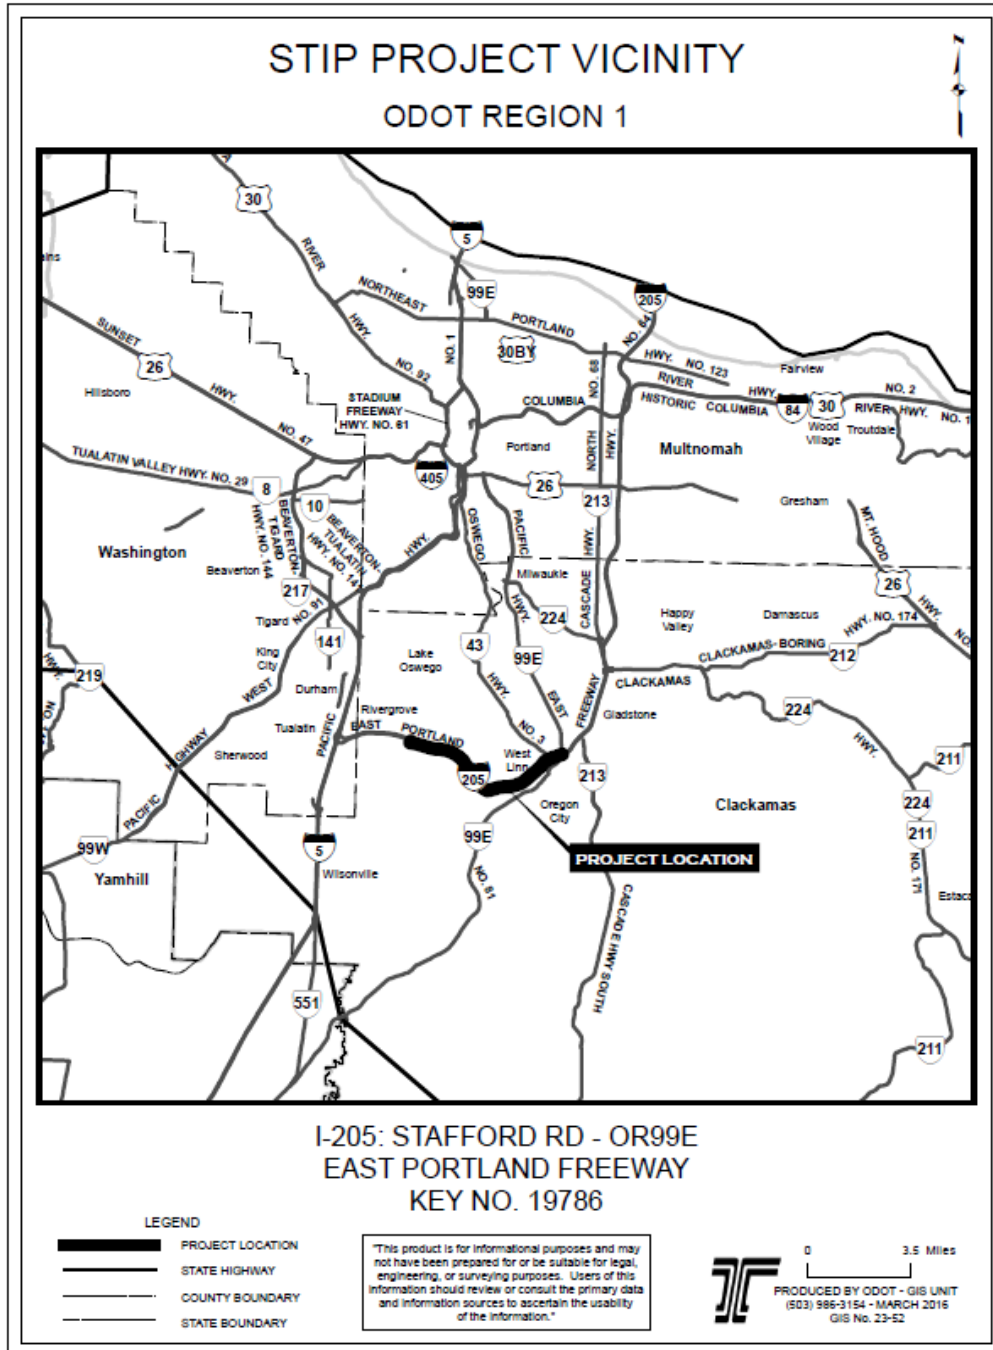 STIP PROJECT VICINITY
ODOT REGION 1
30
5
RIVER
99E
NORTHEAST
205
PORTLAND
NO. 64
SUNSET
HWY.
NO. 1
30BY
26
HWY. NO. 123
Fairview
NO. 68
NO. 92
RIVER
HWY.
NO. 2
Hillsboro
HWY.
STADIUM
FREEWAY
HWY. NO. 61
COLUMBIA
HISTORIC COLUMBIA
84
30
RIVER HWY. NO. 1
Wood
Village
Troutdale
NO. 47
Portland
Multnomah
TUALATIN VALLEY HWY. NO. 29
405
NORTH
HWY.
8
10
26
213
Gresham
BEAVERTON-
TIGARD
HWY. NO. 144
BEAVERTON-
TUALATIN
HWY. NO. 141
HWY.
OSWEGO
PACIFIC
HWY.
MT. HOOD
Washington
Beaverton
217
Milwaukie
CASCADE
26
HWY.
NO.
Tigard
NO. 91
224
Happy
Valley
Damascus
HWY. NO. 174
141
King
City
43
99E
HWY.
CLACKAMAS-BORING
212
Lake
Oswego
HWY.
219
WEST
Durham
CLACKAMAS
FREEWAY
224
Rivergrove
HWY.
EAST
Gladstone
Tualatin
EAST
PORTLAND
NO. 3
HWY.
PACIFIC
HIGHWAY
Sherwood
West
Linn
205
213
211
PACIFIC
Oregon
City
Clackamas
224
99E
211
99W
5
PROJECT LOCATION
Yamhill
Wilsonville
NO. 81
NO. 171
CASCADE HWY SOUTH
551
211
I-205: STAFFORD RD - OR99E
EAST PORTLAND FREEWAY
KEY NO. 19786
LEGEND
PROJECT LOCATION
STATE HIGHWAY
COUNTY BOUNDARY
STATE BOUNDARY
"This product is for informational purposes and may
not have been prepared for or be suitable for legal,
engineering, or surveying purposes. Users of this
information should review or consult the primary data
and information sources to ascertain the usability
of the information."
0 3.5 Miles
PRODUCED BY ODOT - GIS UNIT
(503) 986-3154 - MARCH 2016
GIS No. 23-52